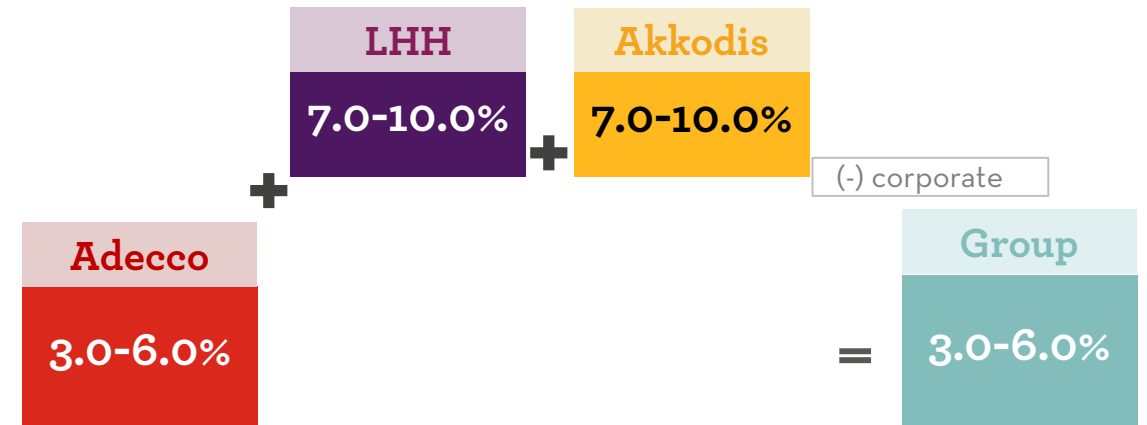 Adecco
3.0-6.0%
+
LHH
7.0-10.0%
+
Akkodis
7.0-10.0%
(-) corporate
=
Group
3.0-6.0%